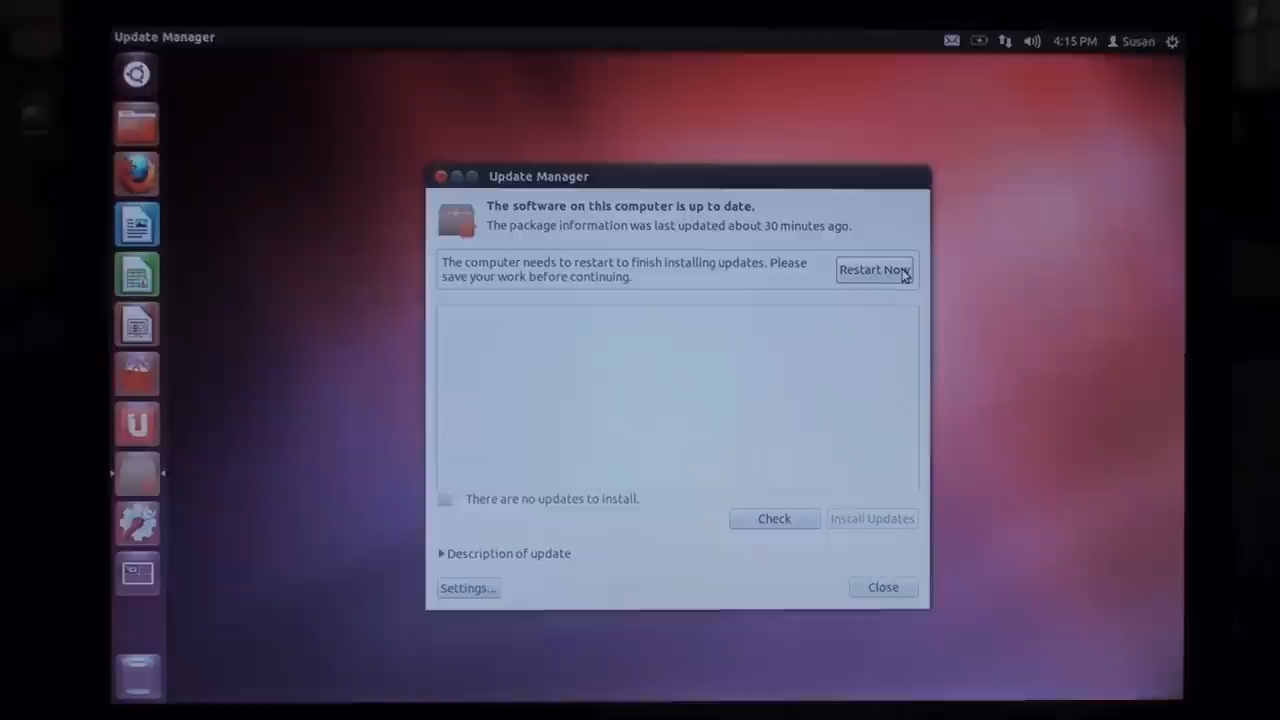 Update Manager
4:15 PM Susan
Update Manager
The software on this computer is up to date.
The package information was last updated about 30 minutes ago.
The computer needs to restart to finish installing updates. Please
save your work before continuing.
Restart Now
There are no updates to install.
Check
Install Updates
Description of update
Settings...
Close